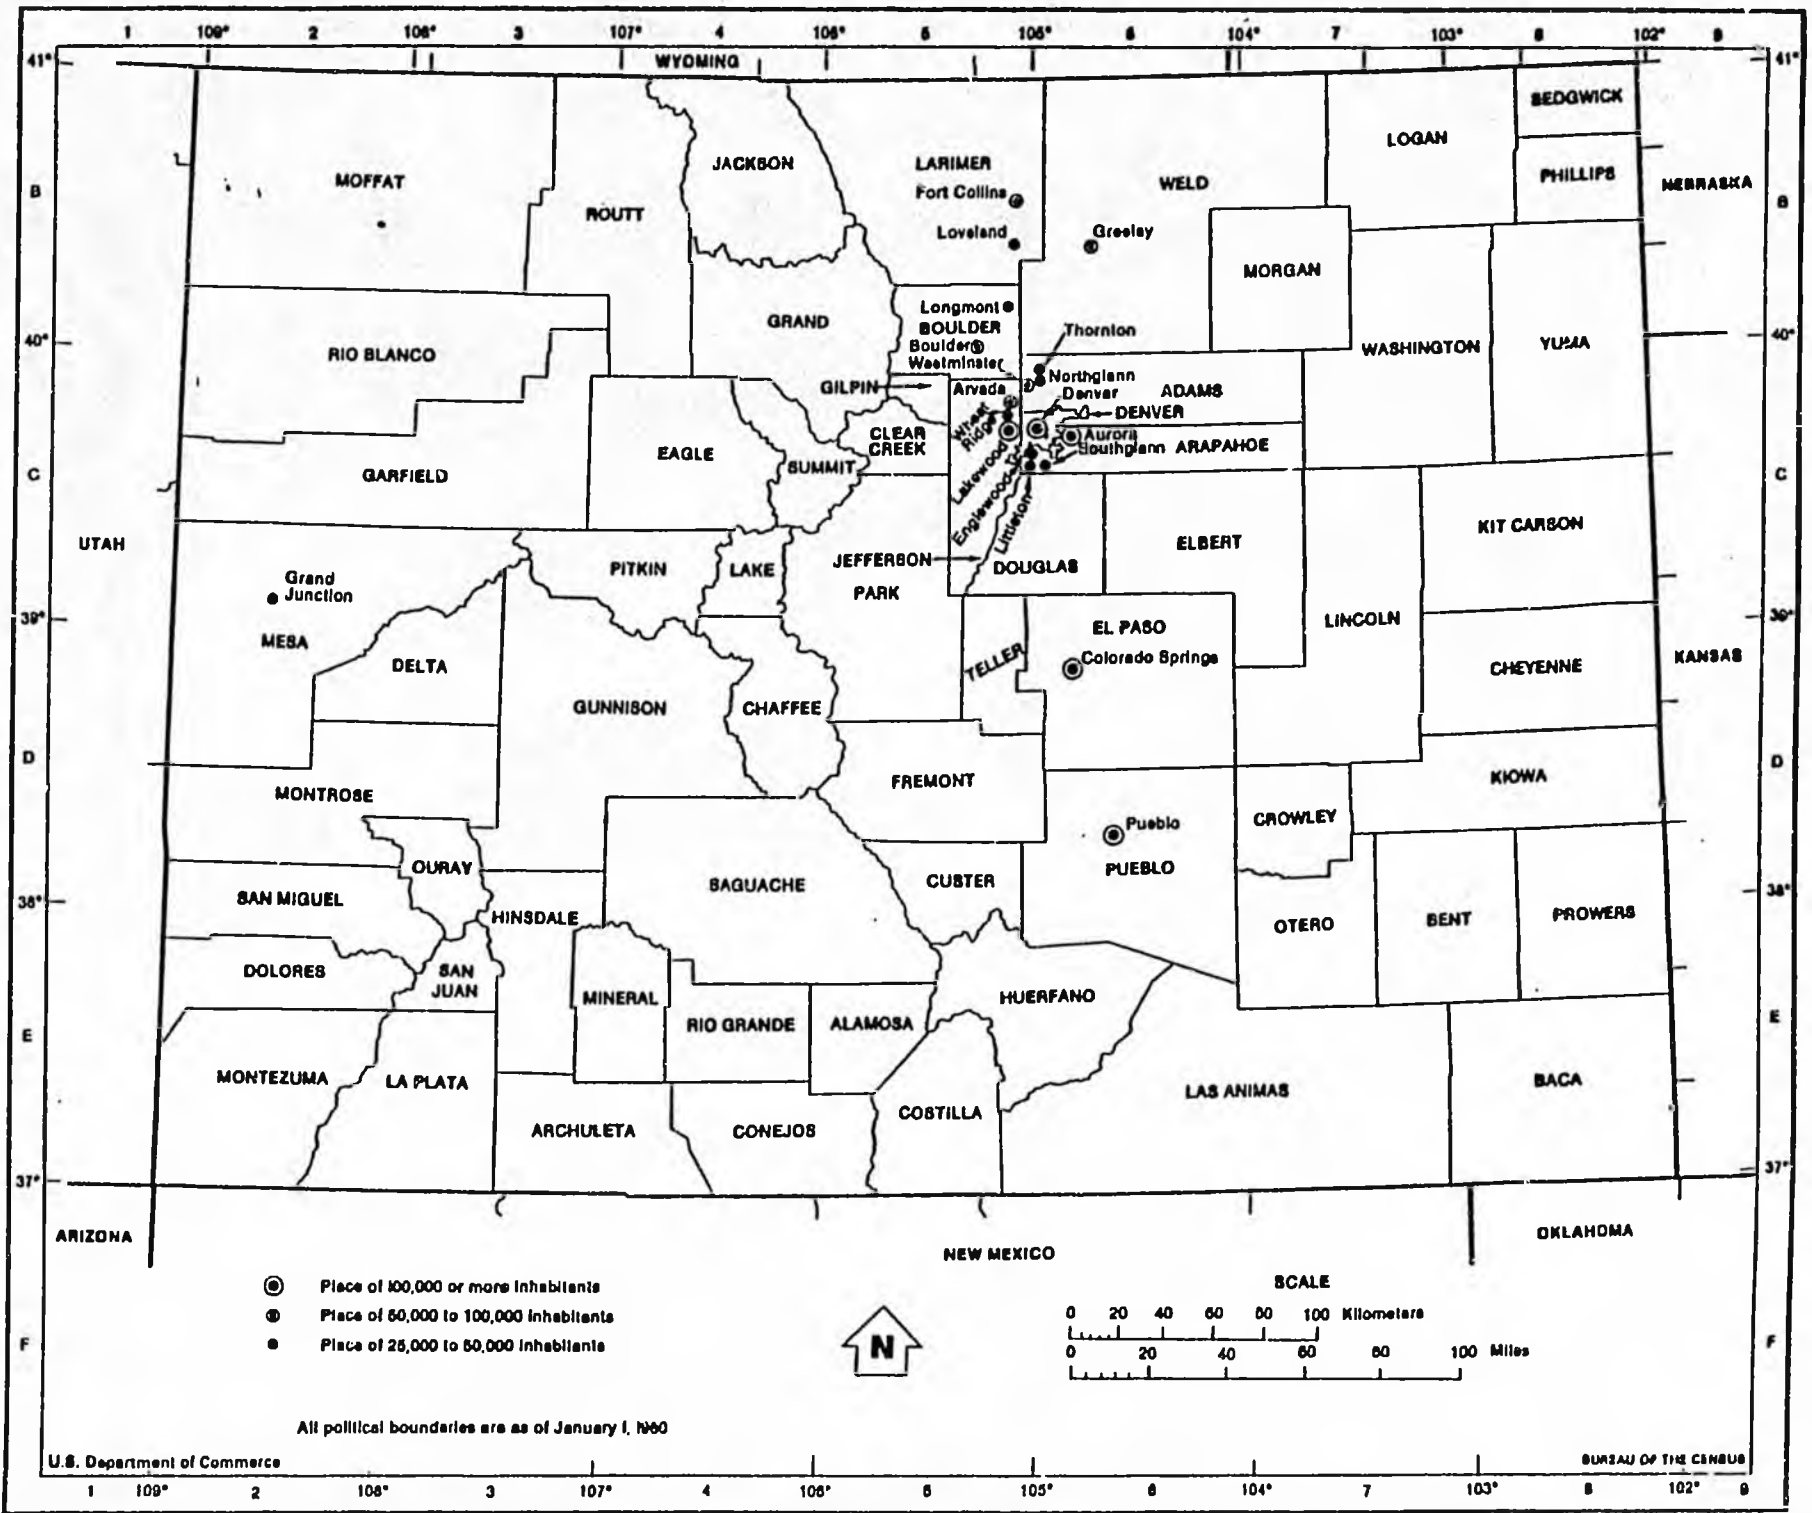 1 109° 2 108° 3 107° 4 106° 5 105° 6 104° 7 103° 8 102° 9
41° WYOMING 41°
SEDGWICK
LOGAN
JACKSON LARIMER
MOFFAT WELD PHILLIPS NEBRASKA
B Fort Collins B
ROUTT
Loveland Greeley
MORGAN
Longmont
GRAND BOULDER Thornton
40° RIO BLANCO Boulder WASHINGTON YUMA 40°
Westminster
GILPIN Arvada Northglenn ADAMS
Denver
Wheat Ridge DENVER
CLEAR CREEK Aurora
EAGLE Southglenn ARAPAHOE
SUMMIT Lakewood
C GARFIELD C
Englewood
Littleton
UTAH KIT CARSON
ELBERT
PITKIN LAKE JEFFERSON DOUGLAS
Grand Junction PARK
39° LINCOLN 39°
MESA EL PASO
DELTA TELLER Colorado Springs CHEYENNE KANSAS
GUNNISON CHAFFEE
D D
FREMONT KIOWA
MONTROSE
CROWLEY
Pueblo
OURAY PUEBLO
SAGUACHE CUSTER
38° SAN MIGUEL 38°
HINSDALE OTERO BENT PROWERS
DOLORES SAN JUAN
MINERAL HUERFANO
E RIO GRANDE ALAMOSA E
MONTEZUMA LA PLATA BACA
LAS ANIMAS
COSTILLA
ARCHULETA CONEJOS
37° 37°
ARIZONA OKLAHOMA
NEW MEXICO
Place of 100,000 or more inhabitants
Place of 50,000 to 100,000 inhabitants
Place of 25,000 to 50,000 inhabitants
N
SCALE
0 20 40 60 80 100 Kilometers
0 20 40 60 80 100 Miles
F F
All political boundaries are as of January 1, 1980
U.S. Department of Commerce BUREAU OF THE CENSUS
1 109° 2 108° 3 107° 4 106° 5 105° 6 104° 7 103° 8 102° 9